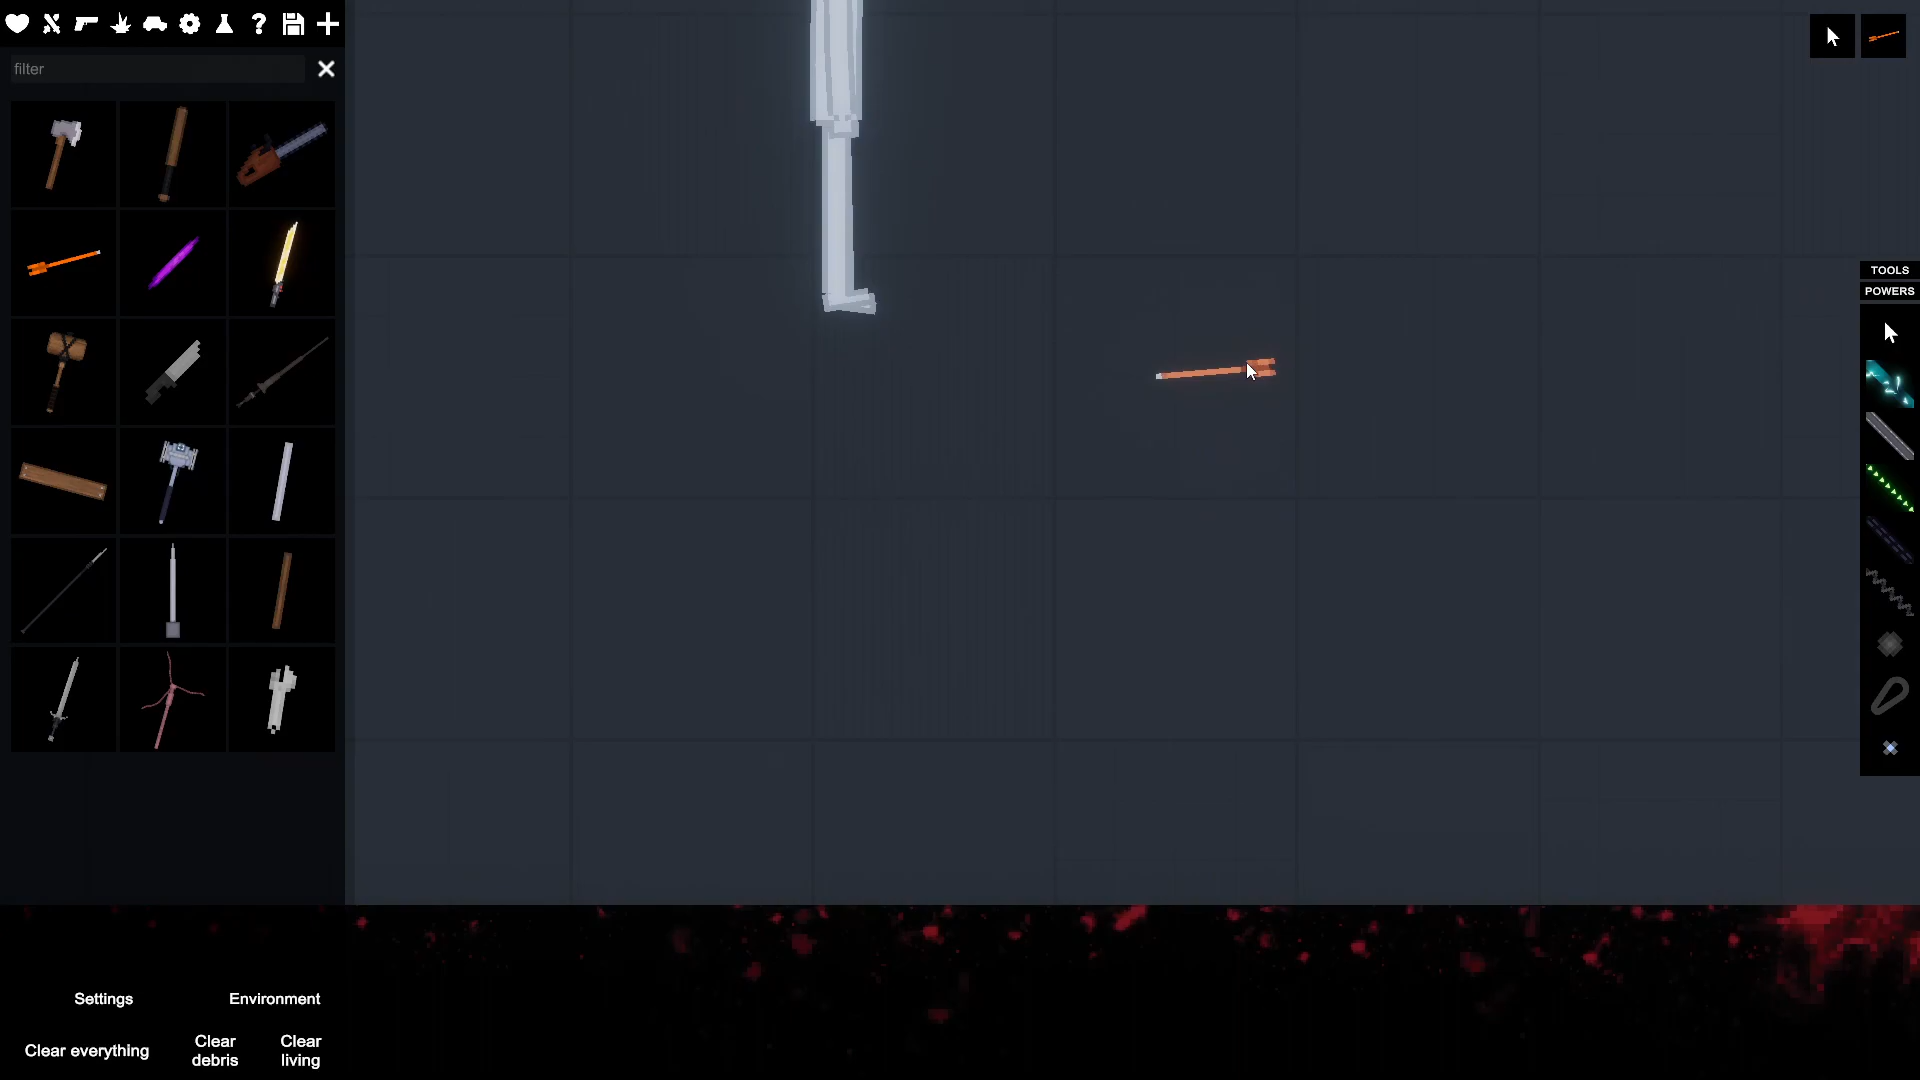 filter
TOOLS
POWERS
Settings
Environment
Clear everything
Clear
debris
Clear
living